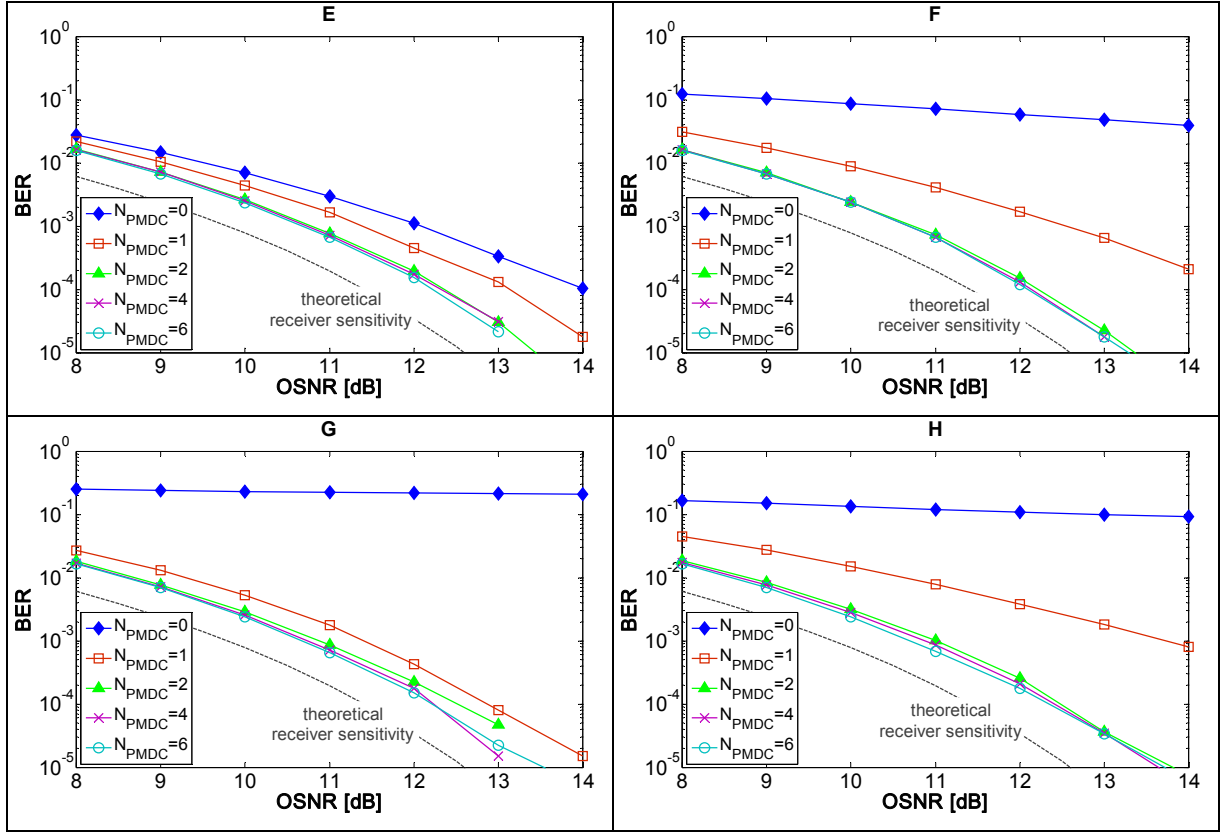 E
BER
10^0
10^-1
10^-2
10^-3
10^-4
10^-5
N_PMDC=0
N_PMDC=1
N_PMDC=2
N_PMDC=4
N_PMDC=6
theoretical
receiver sensitivity
8 9 10 11 12 13 14
OSNR [dB]
F
BER
10^0
10^-1
10^-2
10^-3
10^-4
10^-5
N_PMDC=0
N_PMDC=1
N_PMDC=2
N_PMDC=4
N_PMDC=6
theoretical
receiver sensitivity
8 9 10 11 12 13 14
OSNR [dB]
G
BER
10^0
10^-1
10^-2
10^-3
10^-4
10^-5
N_PMDC=0
N_PMDC=1
N_PMDC=2
N_PMDC=4
N_PMDC=6
theoretical
receiver sensitivity
8 9 10 11 12 13 14
OSNR [dB]
H
BER
10^0
10^-1
10^-2
10^-3
10^-4
10^-5
N_PMDC=0
N_PMDC=1
N_PMDC=2
N_PMDC=4
N_PMDC=6
theoretical
receiver sensitivity
8 9 10 11 12 13 14
OSNR [dB]